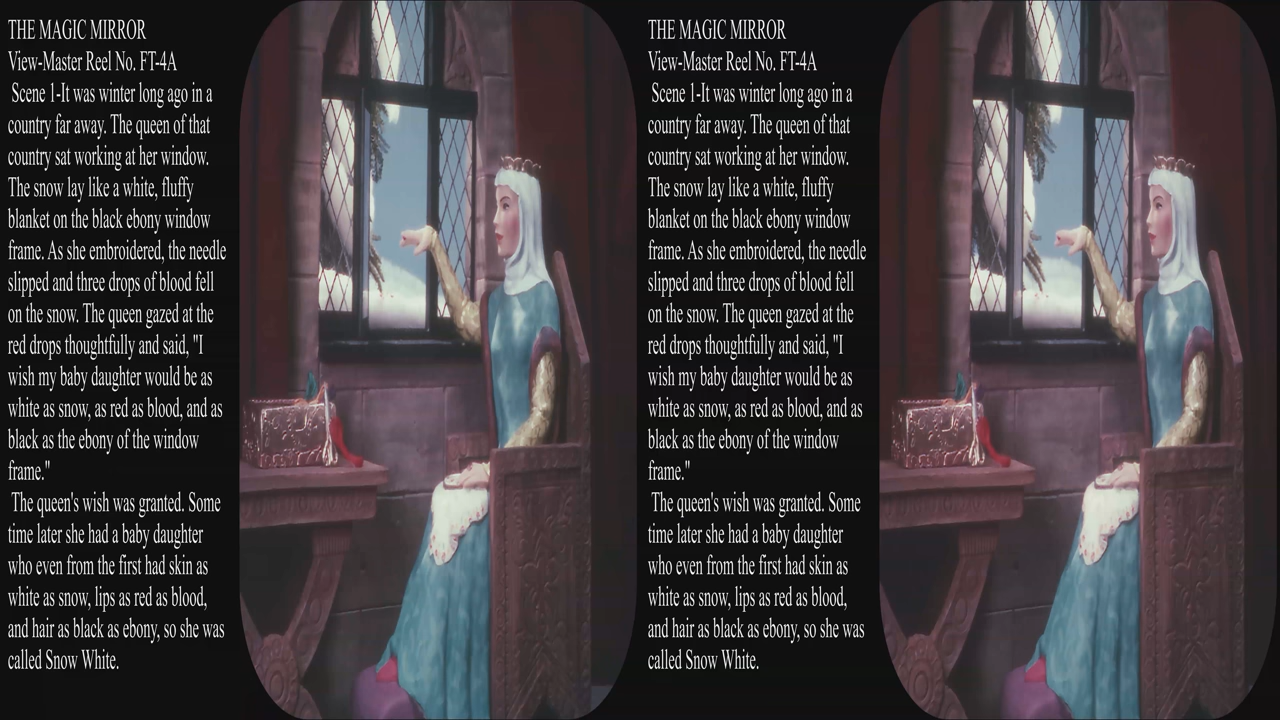 THE MAGIC MIRROR
View-Master Reel No. FT-4A
Scene 1-It was winter long ago in a
country far away. The queen of that
country sat working at her window.
The snow lay like a white, fluffy
blanket on the black ebony window
frame. As she embroidered, the needle
slipped and three drops of blood fell
on the snow. The queen gazed at the
red drops thoughtfully and said, "I
wish my baby daughter would be as
white as snow, as red as blood, and as
black as the ebony of the window
frame."
The queen's wish was granted. Some
time later she had a baby daughter
who even from the first had skin as
white as snow, lips as red as blood,
and hair as black as ebony, so she was
called Snow White.
THE MAGIC MIRROR
View-Master Reel No. FT-4A
Scene 1-It was winter long ago in a
country far away. The queen of that
country sat working at her window.
The snow lay like a white, fluffy
blanket on the black ebony window
frame. As she embroidered, the needle
slipped and three drops of blood fell
on the snow. The queen gazed at the
red drops thoughtfully and said, "I
wish my baby daughter would be as
white as snow, as red as blood, and as
black as the ebony of the window
frame."
The queen's wish was granted. Some
time later she had a baby daughter
who even from the first had skin as
white as snow, lips as red as blood,
and hair as black as ebony, so she was
called Snow White.